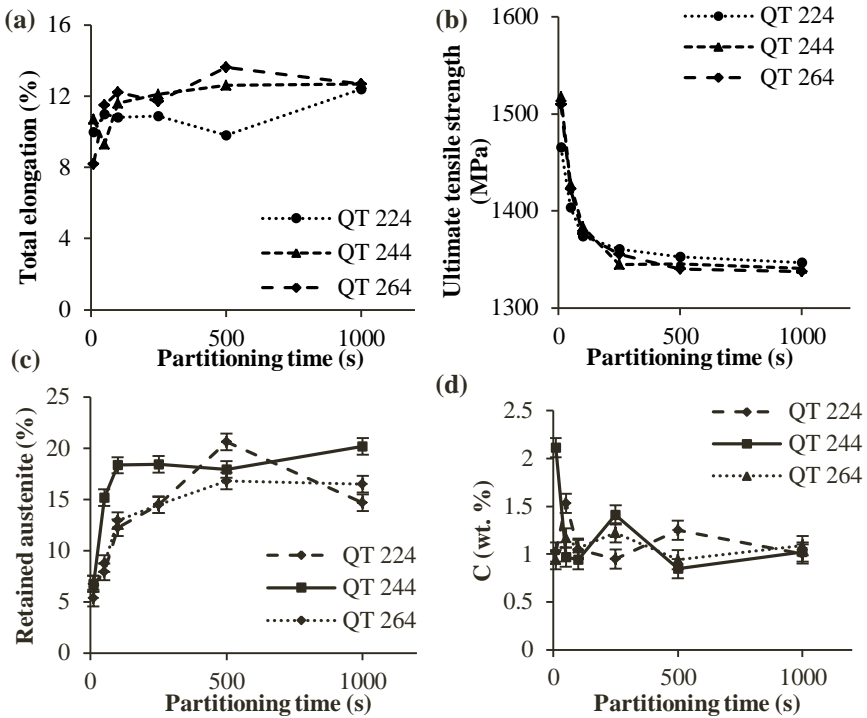 (a)
Total elongation (%)
16
12
8
4
0
QT 224
QT 244
QT 264
0
500
1000
Partitioning time (s)
(b)
Ultimate tensile strength
(MPa)
1600
1500
1400
1300
QT 224
QT 244
QT 264
0
500
1000
Partitioning time (s)
(c)
Retained austenite (%)
25
20
15
10
5
0
QT 224
QT 244
QT 264
0
500
1000
Partitioning time (s)
(d)
C (wt. %)
2.5
2
1.5
1
0.5
0
QT 224
QT 244
QT 264
0
500
1000
Partitioning time (s)